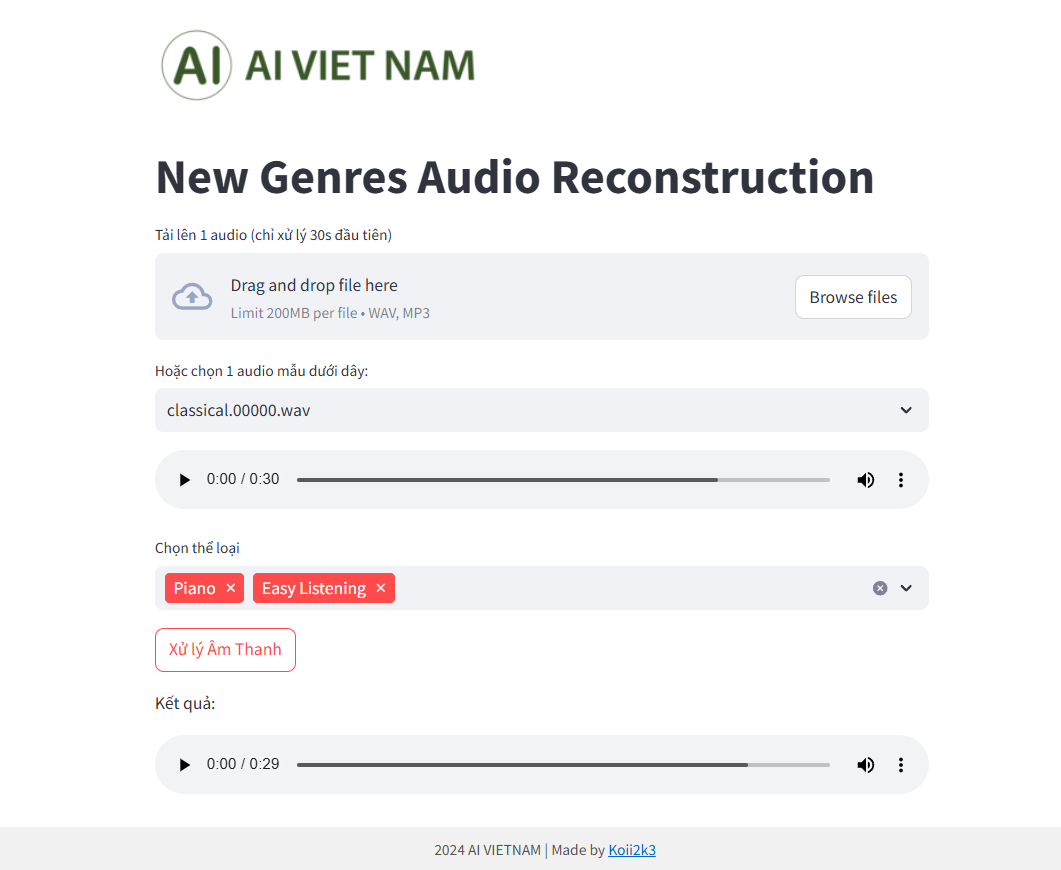 AI AI VIET NAM
New Genres Audio Reconstruction
Tải lên 1 audio (chỉ xử lý 30s đầu tiên)
Drag and drop file here
Limit 200MB per file • WAV, MP3
Browse files
Hoặc chọn 1 audio mẫu dưới dây:
classical.00000.wav
0:00 / 0:30
Chọn thể loại
Piano × Easy Listening ×
Xử lý Âm Thanh
Kết quả:
0:00 / 0:29
2024 AI VIETNAM | Made by Koii2k3